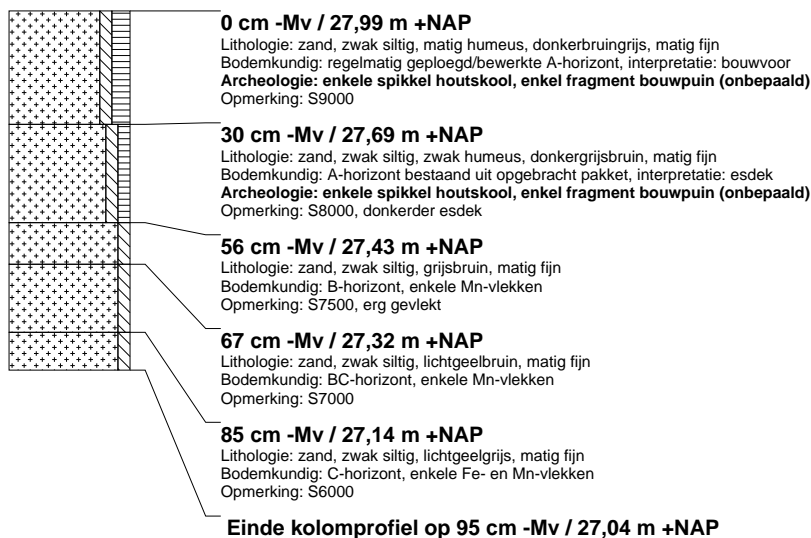 0 cm -Mv / 27,99 m +NAP
Lithologie: zand, zwak siltig, matig humeus, donkerbruingrijs, matig fijn
Bodemkundig: regelmatig geploegd/bewerkte A-horizont, interpretatie: bouwvoor
Archeologie: enkele spikkel houtskool, enkel fragment bouwpuin (onbepaald)
Opmerking: S9000
30 cm -Mv / 27,69 m +NAP
Lithologie: zand, zwak siltig, zwak humeus, donkergrijsbruin, matig fijn
Bodemkundig: A-horizont bestaand uit opgebracht pakket, interpretatie: esdek
Archeologie: enkele spikkel houtskool, enkel fragment bouwpuin (onbepaald)
Opmerking: S8000, donkerder esdek
56 cm -Mv / 27,43 m +NAP
Lithologie: zand, zwak siltig, grijsbruin, matig fijn
Bodemkundig: B-horizont, enkele Mn-vlekken
Opmerking: S7500, erg gevlekt
67 cm -Mv / 27,32 m +NAP
Lithologie: zand, zwak siltig, lichtgeelbruin, matig fijn
Bodemkundig: BC-horizont, enkele Mn-vlekken
Opmerking: S7000
85 cm -Mv / 27,14 m +NAP
Lithologie: zand, zwak siltig, lichtgeelgrijs, matig fijn
Bodemkundig: C-horizont, enkele Fe- en Mn-vlekken
Opmerking: S6000
Einde kolomprofiel op 95 cm -Mv / 27,04 m +NAP